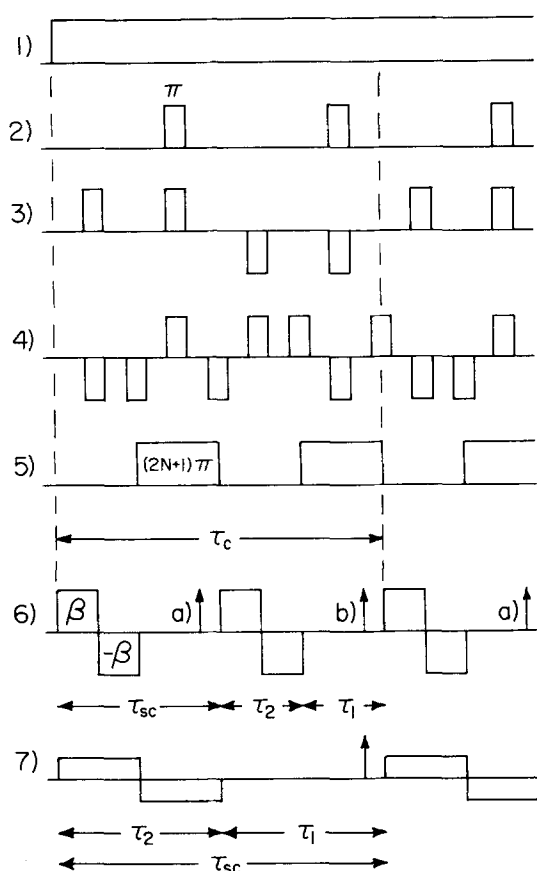 1)
π
2)
3)
4)
5) (2N+1)π
τc
6) β -β a) b) a)
τsc τ2 τ1
7)
τ2 τ1
τsc